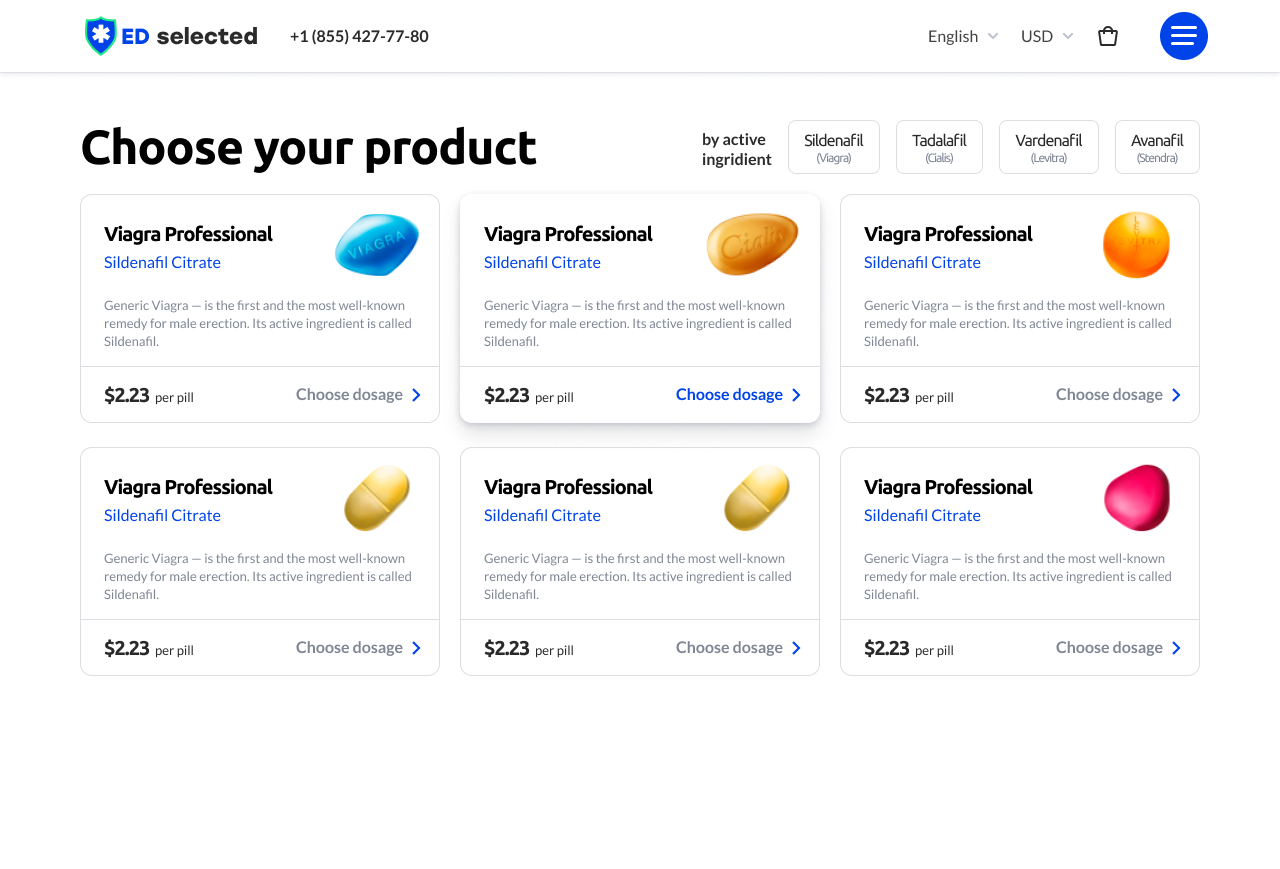 ED selected
+1 (855) 427-77-80
English
USD
Choose your product
by active
ingridient
Sildenafil
(Viagra)
Tadalafil
(Cialis)
Vardenafil
(Levitra)
Avanafil
(Stendra)
Viagra Professional
Sildenafil Citrate
VIAGRA
Generic Viagra — is the first and the most well-known
remedy for male erection. Its active ingredient is called
Sildenafil.
$2.23 per pill
Choose dosage
Viagra Professional
Sildenafil Citrate
Cialis
Generic Viagra — is the first and the most well-known
remedy for male erection. Its active ingredient is called
Sildenafil.
$2.23 per pill
Choose dosage
Viagra Professional
Sildenafil Citrate
Generic Viagra — is the first and the most well-known
remedy for male erection. Its active ingredient is called
Sildenafil.
$2.23 per pill
Choose dosage
Viagra Professional
Sildenafil Citrate
Generic Viagra — is the first and the most well-known
remedy for male erection. Its active ingredient is called
Sildenafil.
$2.23 per pill
Choose dosage
Viagra Professional
Sildenafil Citrate
Generic Viagra — is the first and the most well-known
remedy for male erection. Its active ingredient is called
Sildenafil.
$2.23 per pill
Choose dosage
Viagra Professional
Sildenafil Citrate
Generic Viagra — is the first and the most well-known
remedy for male erection. Its active ingredient is called
Sildenafil.
$2.23 per pill
Choose dosage